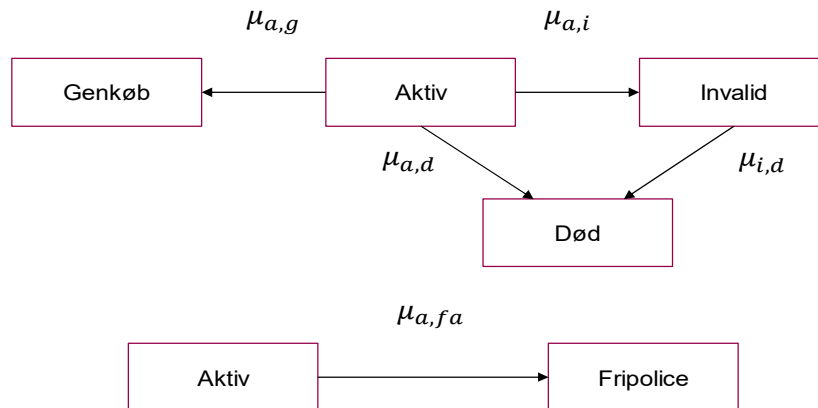 μ_{a,g} μ_{a,i}
Genkøb Aktiv Invalid
μ_{a,d} μ_{i,d}
Død
μ_{a,fa}
Aktiv Fripolice